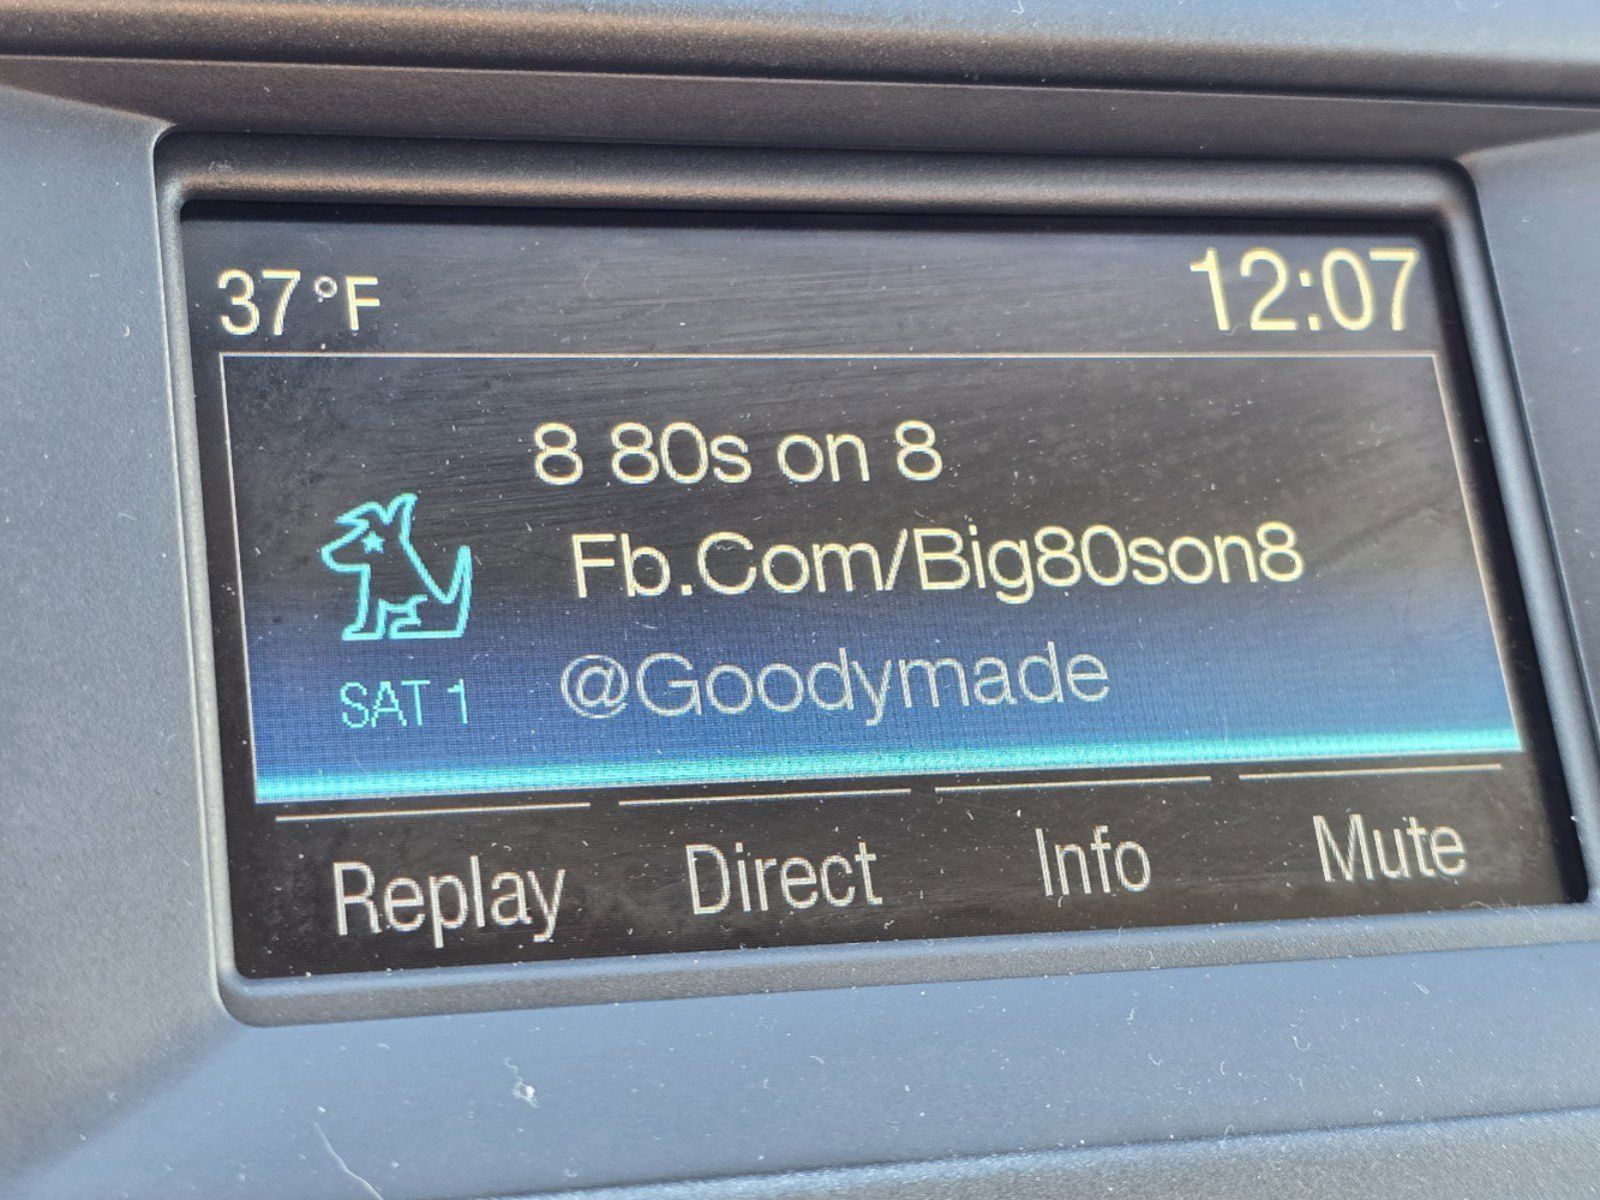 37°F
12:07
8 80s on 8
Fb.Com/Big80son8
@Goodymade
SAT 1
Replay
Direct
Info
Mute